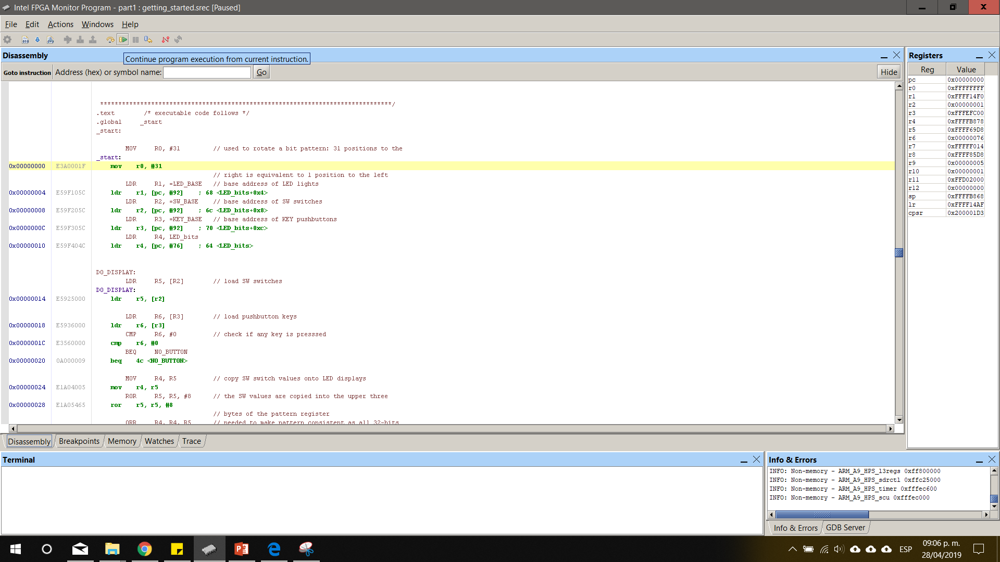 Intel FPGA Monitor Program - part1 : getting_started.srec [Paused]
File Edit Actions Windows Help
Disassembly
Continue program execution from current instruction.
Goto instruction Address (hex) or symbol name: Go Hide
*********************************************************************************/
.text /* executable code follows */
.global _start
_start:
MOV R0, #31 // used to rotate a bit pattern: 31 positions to the
_start:
0x00000000 E3A0001F mov r0, #31
// right is equivalent to 1 position to the left
LDR R1, =LED_BASE // base address of LED lights
0x00000004 E59F105C ldr r1, [pc, #92] ; 68 <LED_bits+0x4>
LDR R2, =SW_BASE // base address of SW switches
0x00000008 E59F205C ldr r2, [pc, #92] ; 6c <LED_bits+0x8>
LDR R3, =KEY_BASE // base address of KEY pushbuttons
0x0000000C E59F305C ldr r3, [pc, #92] ; 70 <LED_bits+0xc>
LDR R4, LED_bits
0x00000010 E59F404C ldr r4, [pc, #76] ; 64 <LED_bits>
DO_DISPLAY:
LDR R5, [R2] // load SW switches
DO_DISPLAY:
0x00000014 E5925000 ldr r5, [r2]
LDR R6, [R3] // load pushbutton keys
0x00000018 E5936000 ldr r6, [r3]
CMP R6, #0 // check if any key is presssed
0x0000001C E3560000 cmp r6, #0
BEQ NO_BUTTON
0x00000020 0A000009 beq 4c <NO_BUTTON>
MOV R4, R5 // copy SW switch values onto LED displays
0x00000024 E1A04005 mov r4, r5
ROR R5, R5, #8 // the SW values are copied into the upper three
0x00000028 E1A05465 ror r5, r5, #8
// bytes of the pattern register
ORR R4, R4, R5 // needed to make pattern consistent as all 32-bits
Disassembly Breakpoints Memory Watches Trace
Registers
Reg Value
pc 0x00000000
r0 0xFFFFFFFF
r1 0xFFFF14F0
r2 0x00000001
r3 0xFFFEFC00
r4 0xFFFFB878
r5 0xFFFF69D8
r6 0x00000076
r7 0xFFFFF014
r8 0xFFFF85D8
r9 0x00000005
r10 0x00000001
r11 0xFFD02000
r12 0x00000000
sp 0xFFFFB868
lr 0xFFFF14AF
cpsr 0x200001D3
Terminal
Info & Errors
INFO: Non-memory - ARM_A9_HPS_l3regs 0xff800000
INFO: Non-memory - ARM_A9_HPS_sdrctl 0xffc25000
INFO: Non-memory - ARM_A9_HPS_timer 0xfffec600
INFO: Non-memory - ARM_A9_HPS_scu 0xfffec000
Info & Errors GDB Server
ESP
09:06 p. m.
28/04/2019